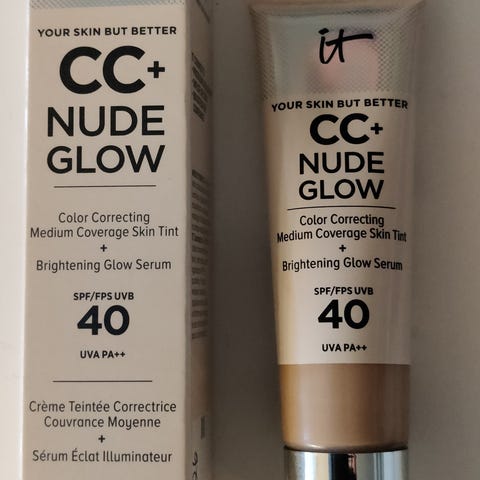 YOUR SKIN BUT BETTER
CC+
NUDE
GLOW
Color Correcting
Medium Coverage Skin Tint
+
Brightening Glow Serum
SPF/FPS UVB
40
UVA PA++
Crème Teintée Correctrice
Couvrance Moyenne
+
Sérum Éclat Illuminateur
it
YOUR SKIN BUT BETTER
CC+
NUDE
GLOW
Color Correcting
Medium Coverage Skin Tint
+
Brightening Glow Serum
SPF/FPS UVB
40
UVA PA++